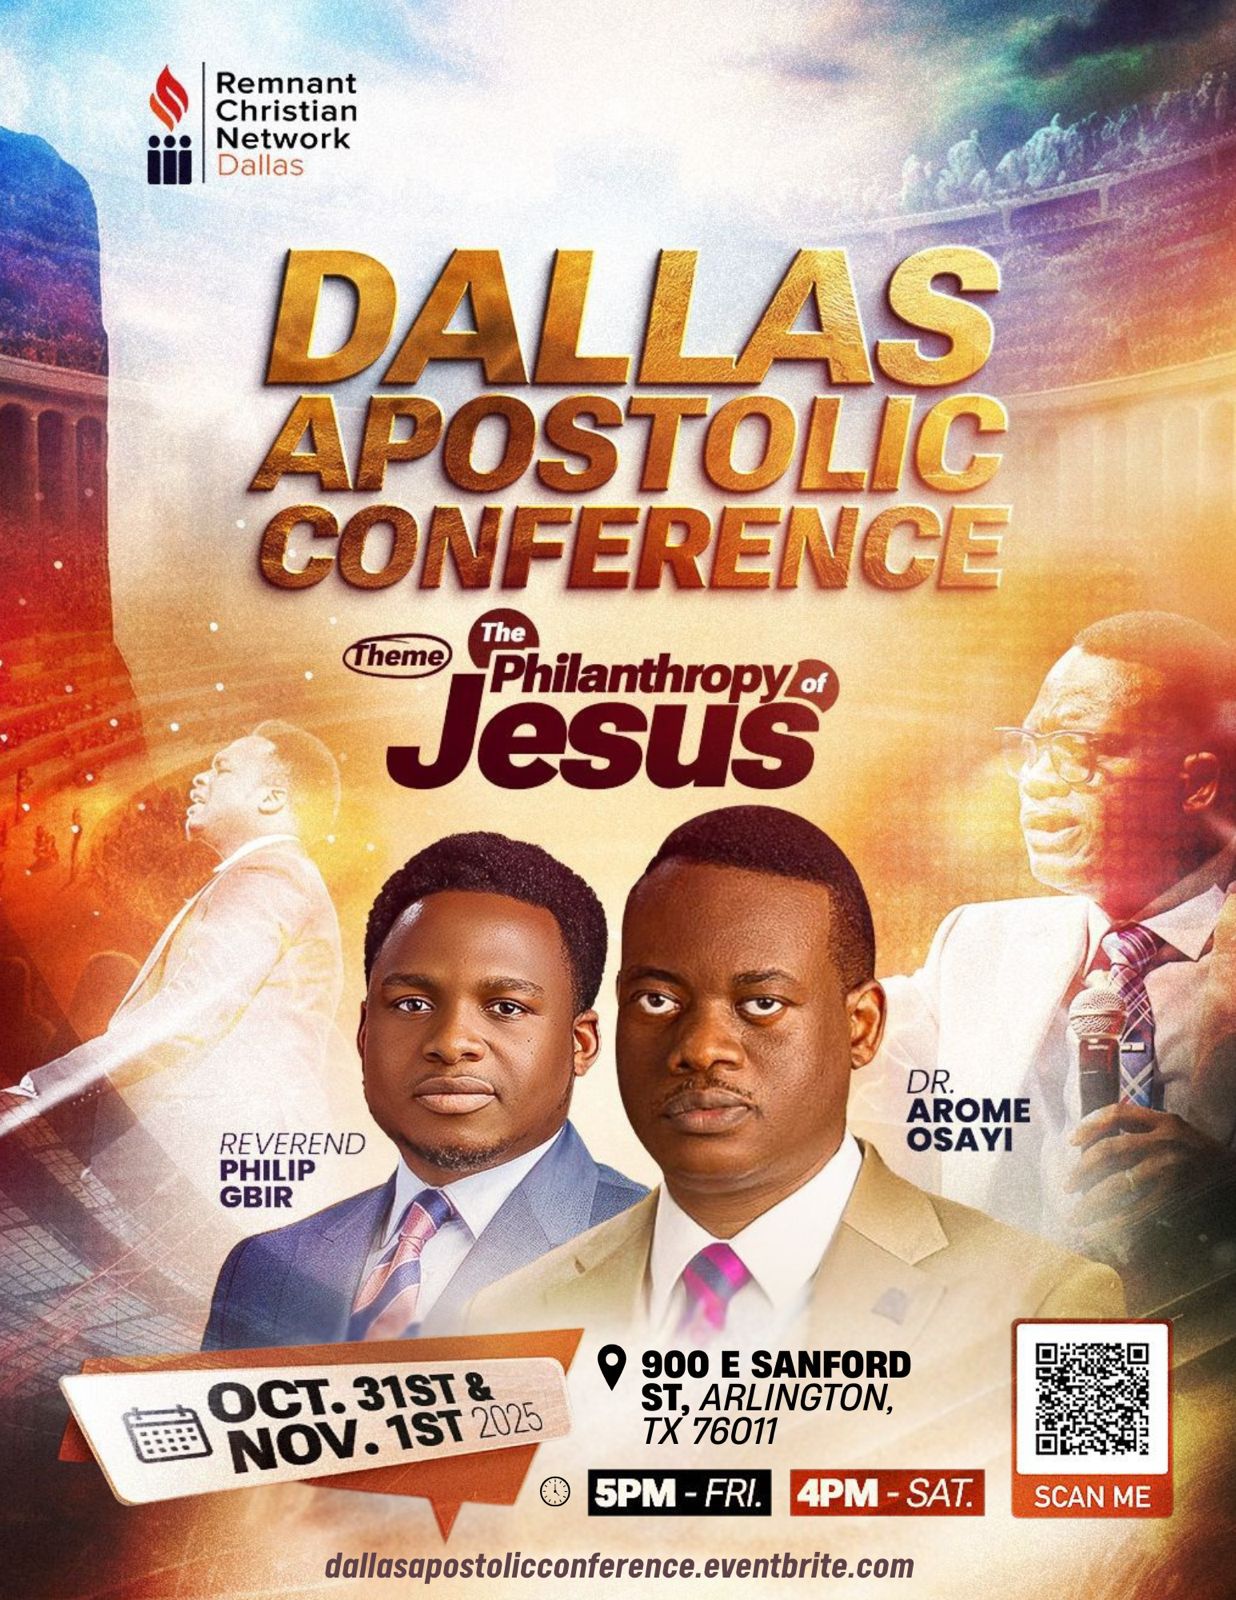 Remnant
Christian
Network
Dallas
DALLAS
APOSTOLIC
CONFERENCE
Theme
The
Philanthropy of
Jesus
DR.
AROME
OSAYI
REVEREND
PHILIP
GBIR
OCT. 31ST &
NOV. 1ST 2025
900 E SANFORD
ST, ARLINGTON,
TX 76011
5PM - FRI.
4PM - SAT.
SCAN ME
dallasapostolicconference.eventbrite.com